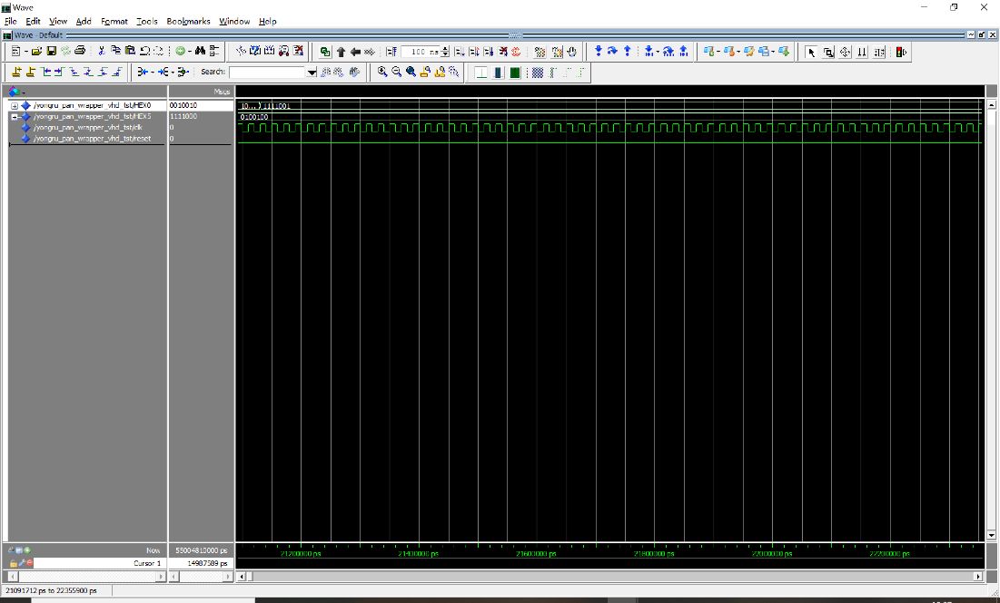 Wave
File Edit View Add Format Tools Bookmarks Window Help
Wave - Default
100 ns
Search:
Msgs
/yongru_pan_wrapper_vhd_tst/HEX0 0010010 10... 1111001
/yongru_pan_wrapper_vhd_tst/HEX5 1111000 0100100
/yongru_pan_wrapper_vhd_tst/clk 0
/yongru_pan_wrapper_vhd_tst/reset 0
Now 55004810000 ps 21200000 ps 21400000 ps 21600000 ps 21800000 ps 22000000 ps 22200000 ps
Cursor 1 14987589 ps
21091712 ps to 22355900 ps